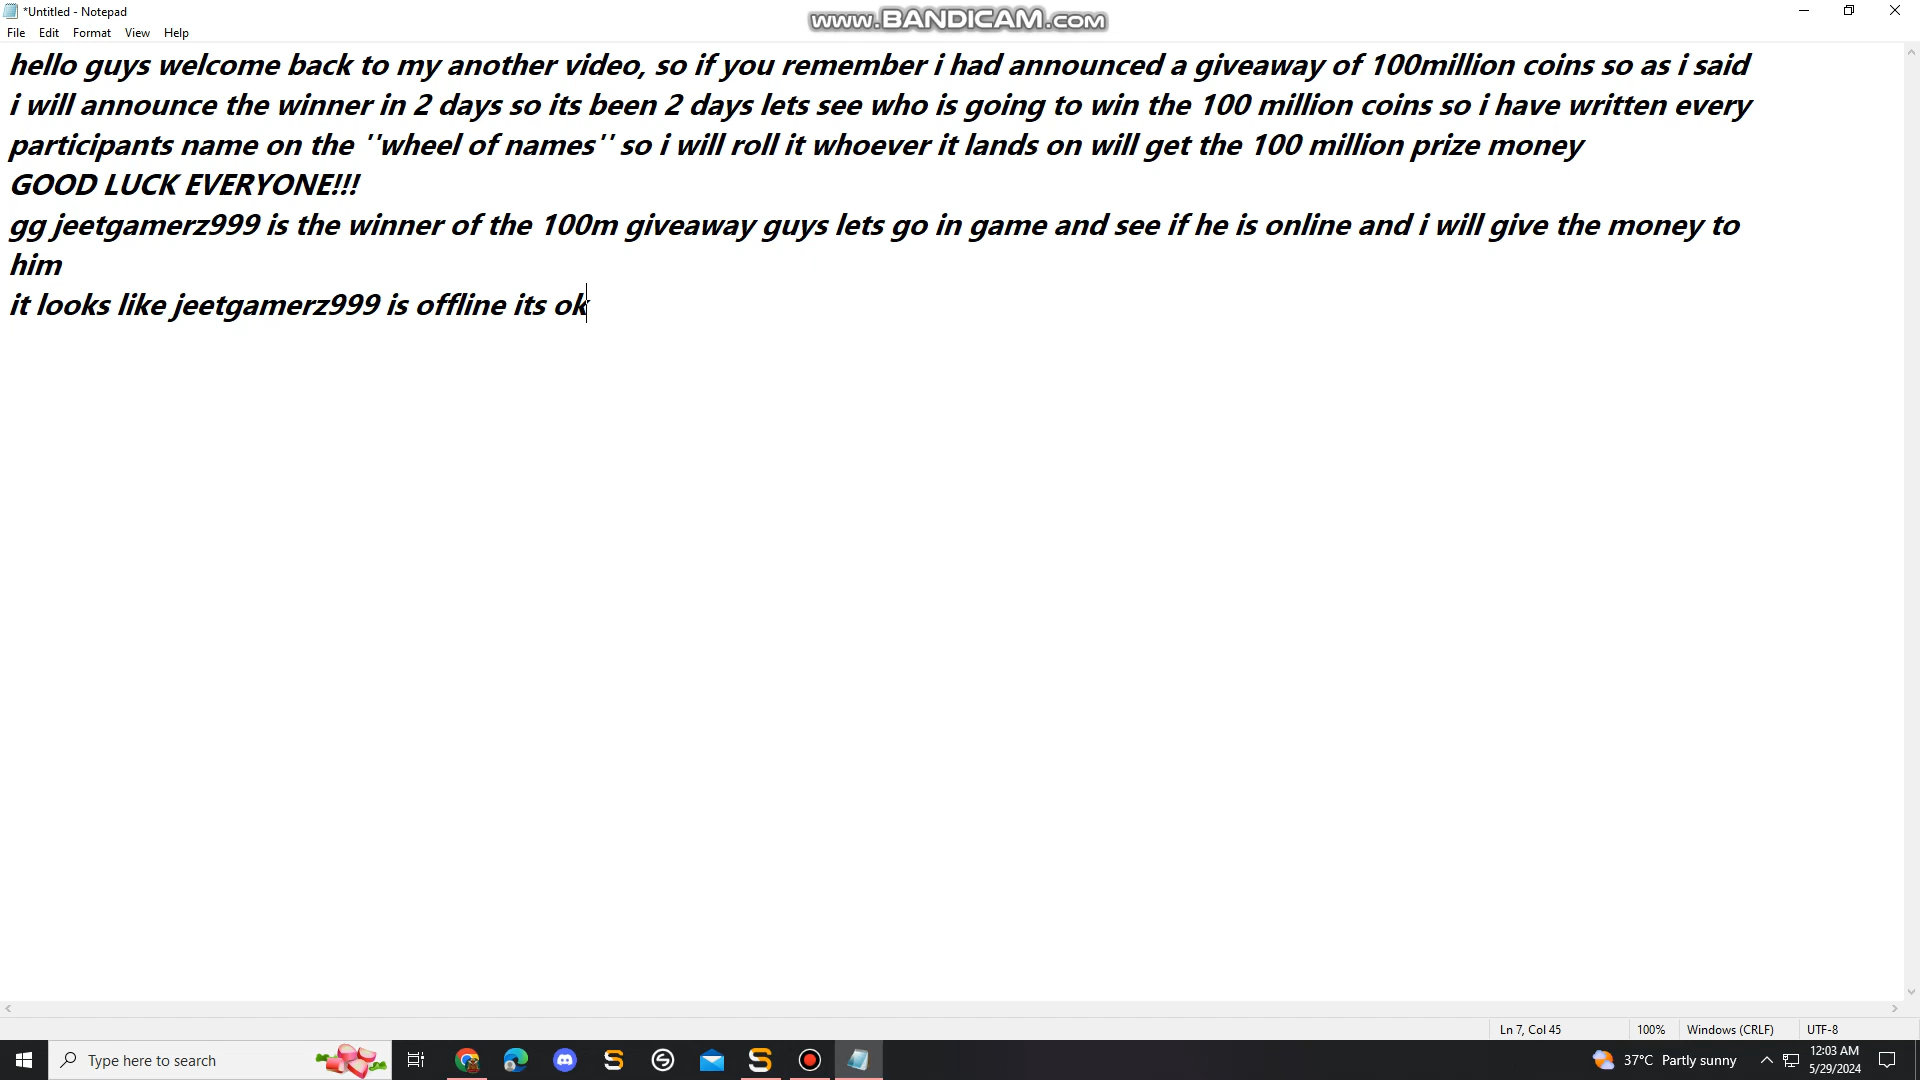 *Untitled - Notepad
www.BANDICAM.com
File Edit Format View Help
hello guys welcome back to my another video, so if you remember i had announced a giveaway of 100million coins so as i said
i will announce the winner in 2 days so its been 2 days lets see who is going to win the 100 million coins so i have written every
participants name on the ''wheel of names'' so i will roll it whoever it lands on will get the 100 million prize money
GOOD LUCK EVERYONE!!!
gg jeetgamerz999 is the winner of the 100m giveaway guys lets go in game and see if he is online and i will give the money to
him
it looks like jeetgamerz999 is offline its ok
Ln 7, Col 45 100% Windows (CRLF) UTF-8
Type here to search
37°C Partly sunny
12:03 AM
5/29/2024